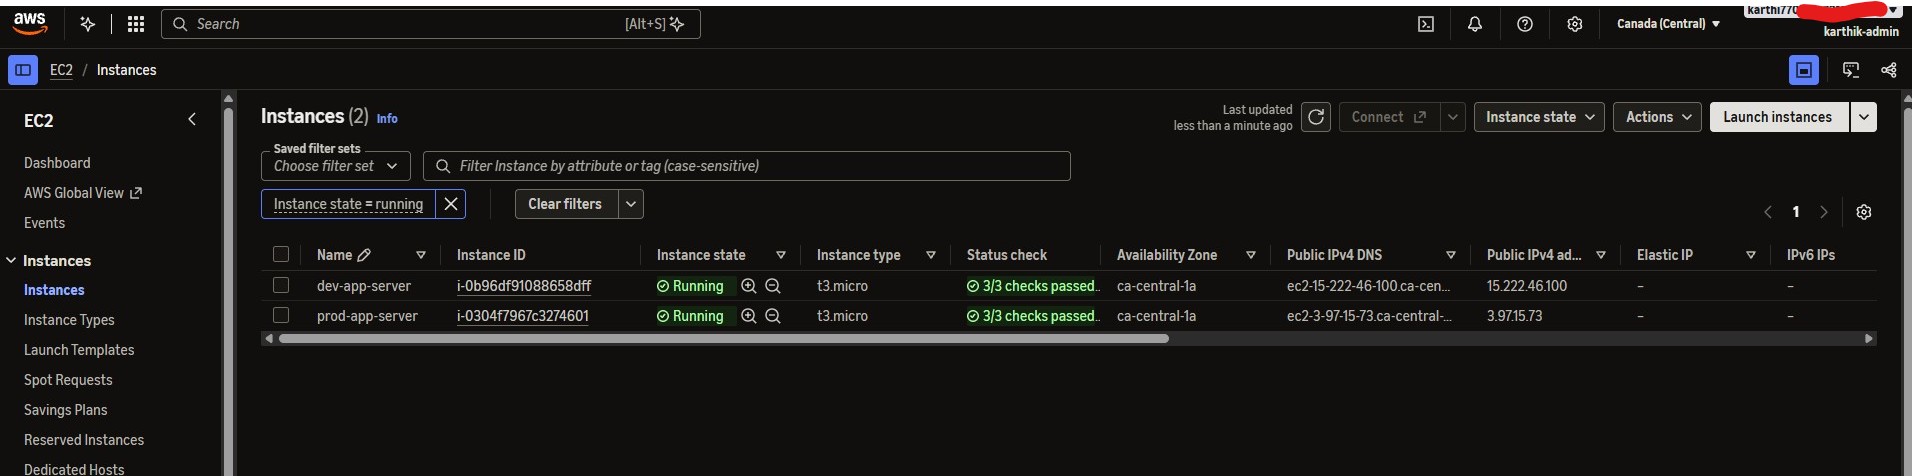 aws
Search
[Alt+S]
Canada (Central)
karthi770
karthik-admin
EC2 / Instances
EC2
Dashboard
AWS Global View
Events
Instances
Instances
Instance Types
Launch Templates
Spot Requests
Savings Plans
Reserved Instances
Dedicated Hosts
Instances (2) Info
Last updated
less than a minute ago
Connect
Instance state
Actions
Launch instances
Saved filter sets
Choose filter set
Filter Instance by attribute or tag (case-sensitive)
Instance state = running
Clear filters
1
Name Instance ID Instance state Instance type Status check Availability Zone Public IPv4 DNS Public IPv4 ad... Elastic IP IPv6 IPs
dev-app-server i-0b96df91088658dff Running t3.micro 3/3 checks passed.. ca-central-1a ec2-15-222-46-100.ca-cen... 15.222.46.100 – –
prod-app-server i-0304f7967c3274601 Running t3.micro 3/3 checks passed.. ca-central-1a ec2-3-97-15-73.ca-central-... 3.97.15.73 – –